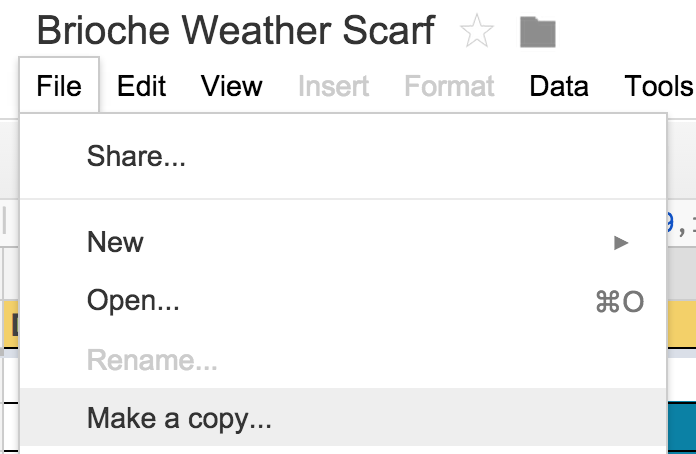 Brioche Weather Scarf
File Edit View Insert Format Data Tools
Share...
New
Open... ⌘O
Rename...
Make a copy...